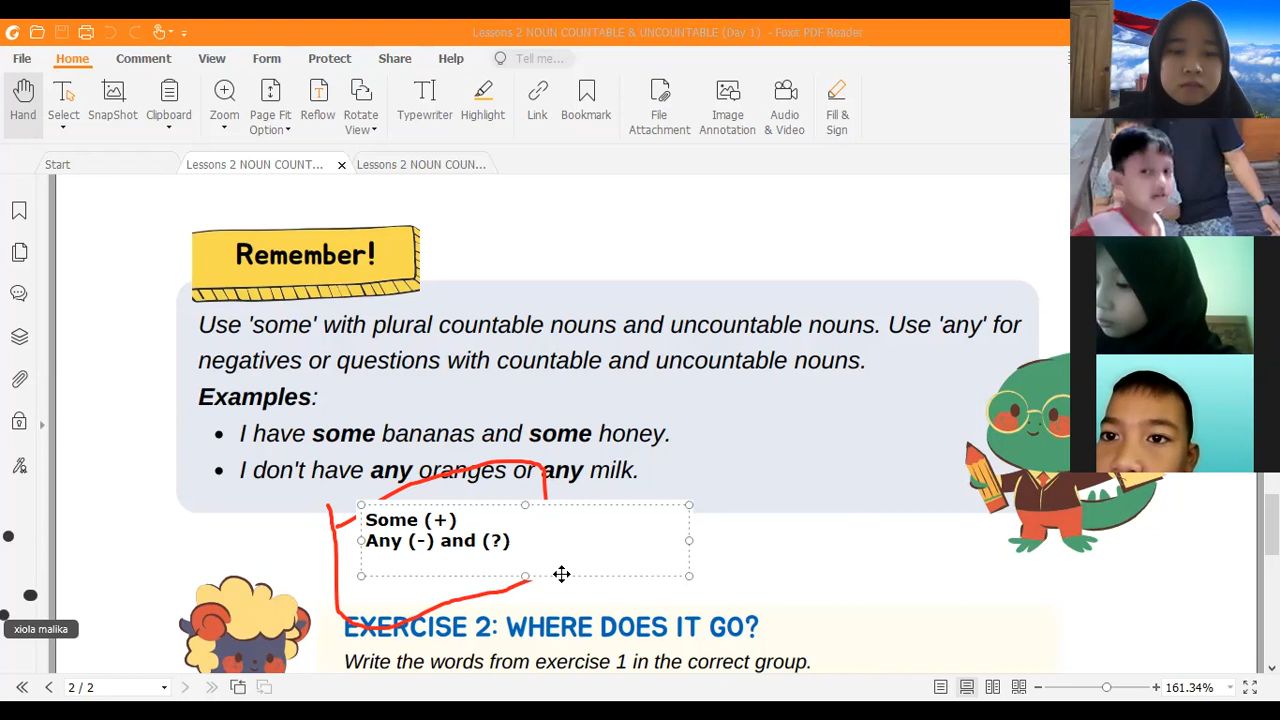 Lessons 2 NOUN COUNTABLE & UNCOUNTABLE (Day 1) - Foxit PDF Reader
File Home Comment View Form Protect Share Help Tell me...
Hand Select SnapShot Clipboard Zoom Page Fit Option Reflow Rotate View Typewriter Highlight Link Bookmark File Attachment Image Annotation Audio & Video Fill & Sign
Start Lessons 2 NOUN COUNT... Lessons 2 NOUN COUN...
Remember!
Use 'some' with plural countable nouns and uncountable nouns. Use 'any' for
negatives or questions with countable and uncountable nouns.
Examples:
• I have some bananas and some honey.
• I don't have any oranges or any milk.
Some (+)
Any (-) and (?)
xiola malika
EXERCISE 2: WHERE DOES IT GO?
Write the words from exercise 1 in the correct group.
2 / 2 161.34%